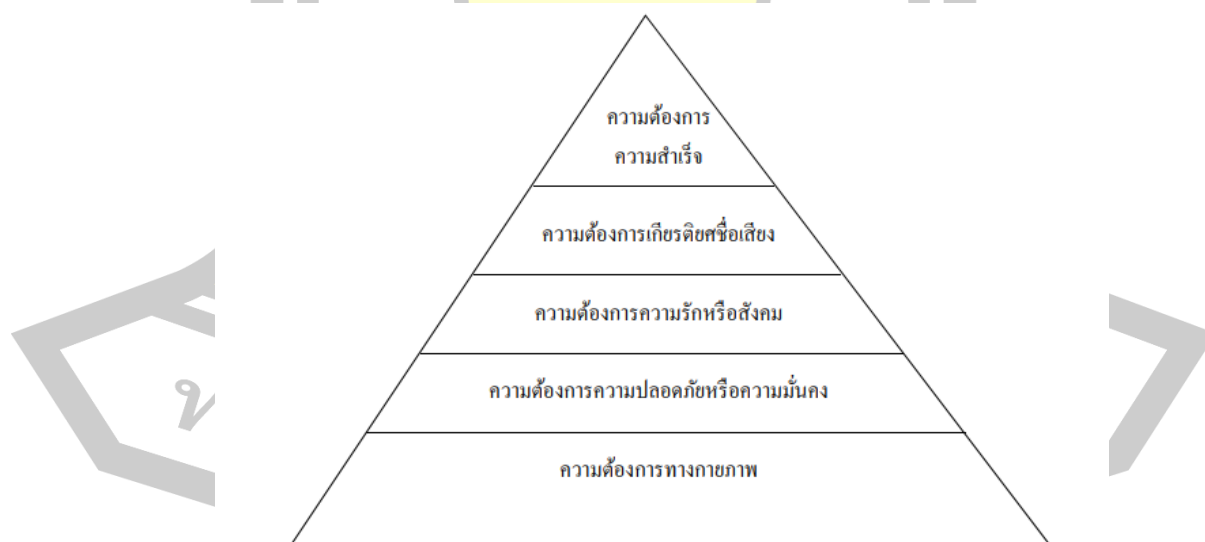 ความต้องการ
ความสำเร็จ
ความต้องการเกียรติยศชื่อเสียง
ความต้องการความรักหรือสังคม
ความต้องการความปลอดภัยหรือความมั่นคง
ความต้องการทางกายภาพ